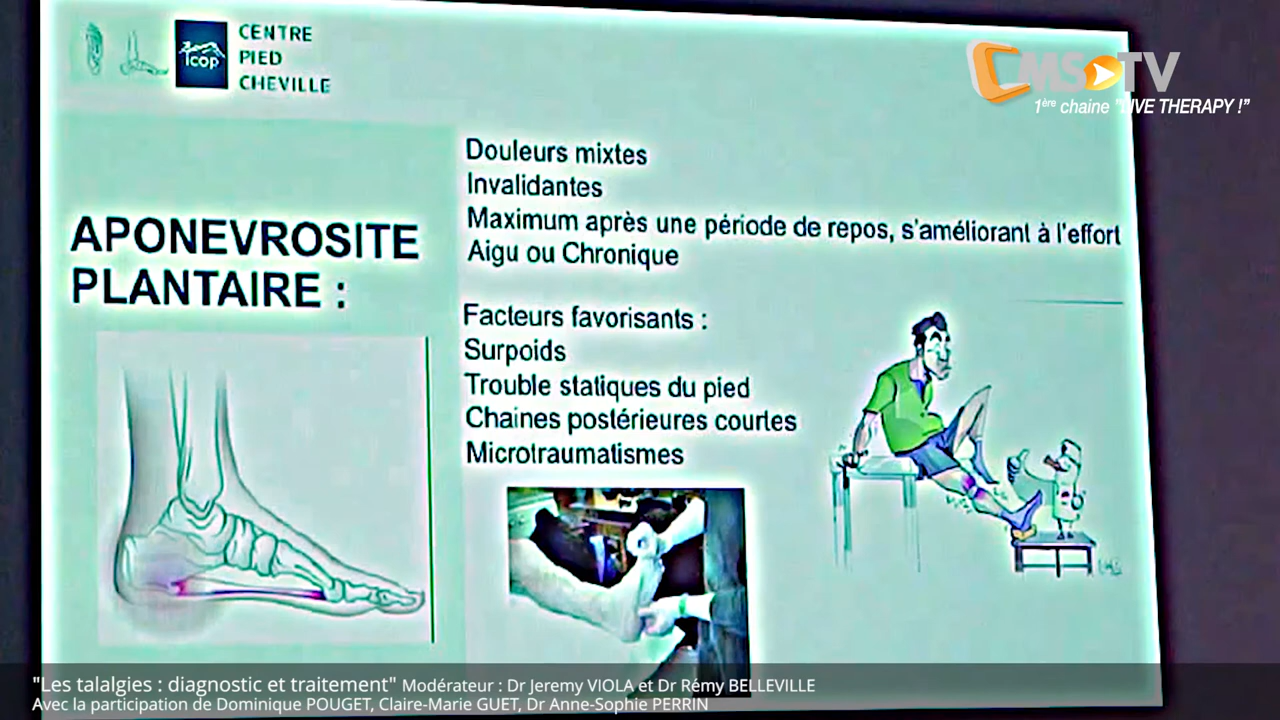 icop
CENTRE
PIED
CHEVILLE
CMS TV
1ère chaine "LIVE THERAPY !"
APONEVROSITE
PLANTAIRE :
Douleurs mixtes
Invalidantes
Maximum après une période de repos, s'améliorant à l'effort
Aigu ou Chronique
Facteurs favorisants :
Surpoids
Trouble statiques du pied
Chaines postérieures courtes
Microtraumatismes
"Les talalgies : diagnostic et traitement" Modérateur : Dr Jeremy VIOLA et Dr Rémy BELLEVILLE
Avec la participation de Dominique POUGET, Claire-Marie GUET, Dr Anne-Sophie PERRIN